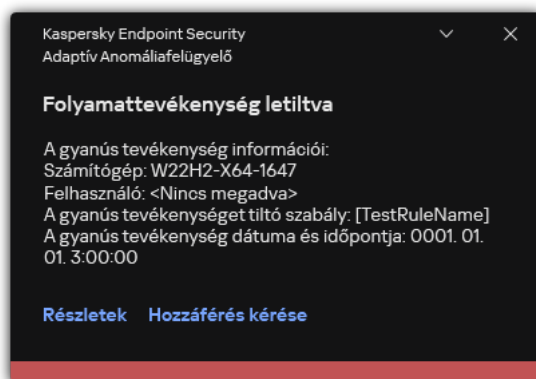 Kaspersky Endpoint Security
Adaptív Anomáliafelügyelő
Folyamattevékenység letiltva
A gyanús tevékenység információi:
Számítógép: W22H2-X64-1647
Felhasználó: <Nincs megadva>
A gyanús tevékenységet tiltó szabály: [TestRuleName]
A gyanús tevékenység dátuma és időpontja: 0001. 01.
01. 3:00:00
Részletek Hozzáférés kérése